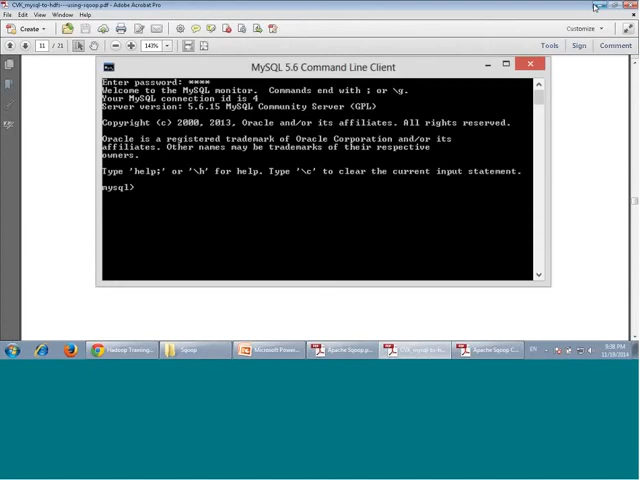 CVK_mysql-to-hdfs---using-sqoop.pdf - Adobe Acrobat Pro
File Edit View Window Help
Create
Customize
11 / 21 143%
Tools Sign Comment
MySQL 5.6 Command Line Client
Enter password: ****
Welcome to the MySQL monitor.  Commands end with ; or \g.
Your MySQL connection id is 4
Server version: 5.6.15 MySQL Community Server (GPL)
Copyright (c) 2000, 2013, Oracle and/or its affiliates. All rights reserved.
Oracle is a registered trademark of Oracle Corporation and/or its
affiliates. Other names may be trademarks of their respective
owners.
Type 'help;' or '\h' for help. Type '\c' to clear the current input statement.
mysql>
Hadoop Training... Sqoop Microsoft Power... Apache Sqoop.p... CVK_mysql-to-H... Apache Sqoop C...
EN
9:38 PM
11/18/2014